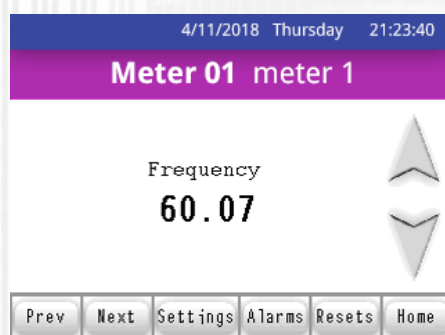 4/11/2018 Thursday 21:23:40
Meter 01 meter 1
Frequency
60.07
Prev Next Settings Alarms Resets Home